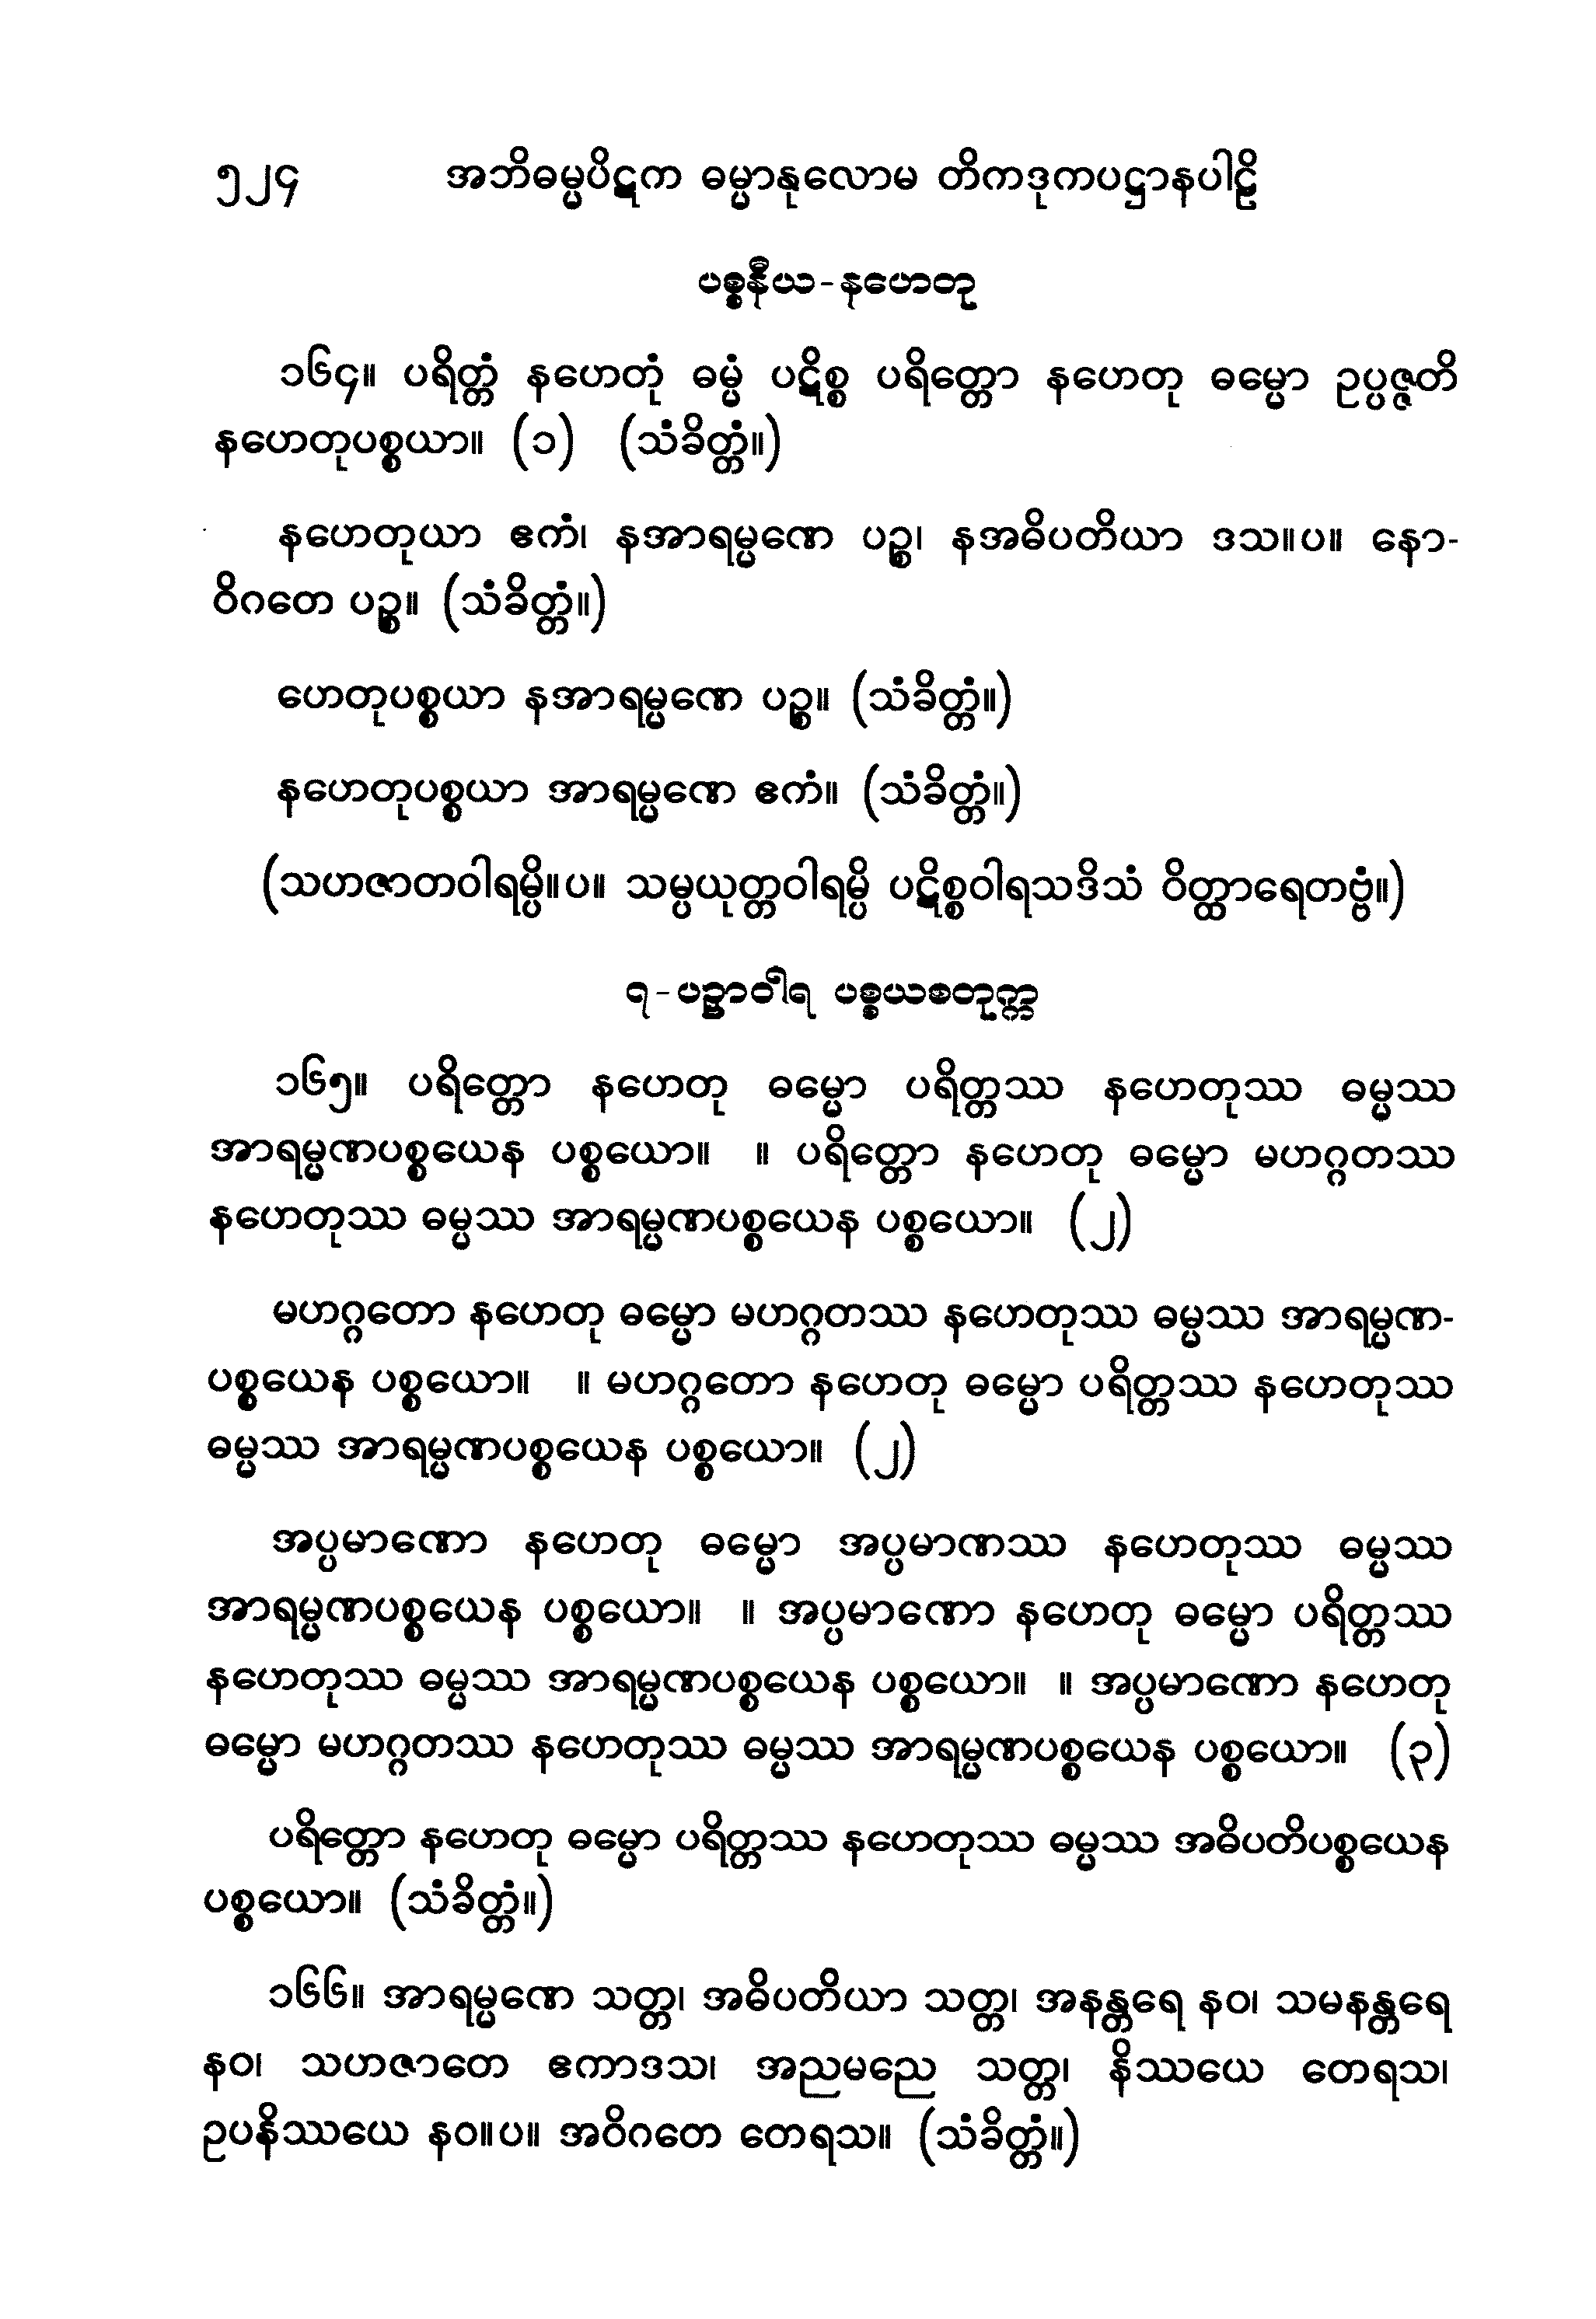 ၅၂၄ အဘိဓမ္မပိဋက ဓမ္မာနုလောမ တိကဒုကပဋ္ဌာနပါဠိ
ပစ္စနီယ-နဟေတု
၁၆၄။ ပရိတ္တံ နဟေတုံ ဓမ္မံ ပဋိစ္စ ပရိတ္တော နဟေတု ဓမ္မော ဥပ္ပဇ္ဇတိ
နဟေတုပစ္စယာ။ (၁) (သံခိတ္တံ။)
နဟေတုယာ ဧကံ၊ နအာရမ္မဏေ ပဉ္စ၊ နအဓိပတိယာ ဒသ။ပ။ နော-
ဝိဂတေ ပဉ္စ။ (သံခိတ္တံ။)
ဟေတုပစ္စယာ နအာရမ္မဏေ ပဉ္စ။ (သံခိတ္တံ။)
နဟေတုပစ္စယာ အာရမ္မဏေ ဧကံ။ (သံခိတ္တံ။)
(သဟဇာတဝါရမ္ပိ။ပ။ သမ္ပယုတ္တဝါရမ္ပိ ပဋိစ္စဝါရသဒိသံ ဝိတ္ထာရေတဗ္ဗံ။)
၇-ပဉှာဝါရ ပစ္စယစတုက္က
၁၆၅။ ပရိတ္တော နဟေတု ဓမ္မော ပရိတ္တဿ နဟေတုဿ ဓမ္မဿ
အာရမ္မဏပစ္စယေန ပစ္စယော။ ။ ပရိတ္တော နဟေတု ဓမ္မော မဟဂ္ဂတဿ
နဟေတုဿ ဓမ္မဿ အာရမ္မဏပစ္စယေန ပစ္စယော။ (၂)
မဟဂ္ဂတော နဟေတု ဓမ္မော မဟဂ္ဂတဿ နဟေတုဿ ဓမ္မဿ အာရမ္မဏ-
ပစ္စယေန ပစ္စယော။ ။ မဟဂ္ဂတော နဟေတု ဓမ္မော ပရိတ္တဿ နဟေတုဿ
ဓမ္မဿ အာရမ္မဏပစ္စယေန ပစ္စယော။ (၂)
အပ္ပမာဏော နဟေတု ဓမ္မော အပ္ပမာဏဿ နဟေတုဿ ဓမ္မဿ
အာရမ္မဏပစ္စယေန ပစ္စယော။ ။ အပ္ပမာဏော နဟေတု ဓမ္မော ပရိတ္တဿ
နဟေတုဿ ဓမ္မဿ အာရမ္မဏပစ္စယေန ပစ္စယော။ ။ အပ္ပမာဏော နဟေတု
ဓမ္မော မဟဂ္ဂတဿ နဟေတုဿ ဓမ္မဿ အာရမ္မဏပစ္စယေန ပစ္စယော။ (၃)
ပရိတ္တော နဟေတု ဓမ္မော ပရိတ္တဿ နဟေတုဿ ဓမ္မဿ အဓိပတိပစ္စယေန
ပစ္စယော။ (သံခိတ္တံ။)
၁၆၆။ အာရမ္မဏေ သတ္တ၊ အဓိပတိယာ သတ္တ၊ အနန္တရေ နဝ၊ သမနန္တရေ
နဝ၊ သဟဇာတေ ဧကာဒသ၊ အညမညေ သတ္တ၊ နိဿယေ တေရသ၊
ဥပနိဿယေ နဝ။ပ။ အဝိဂတေ တေရသ။ (သံခိတ္တံ။)